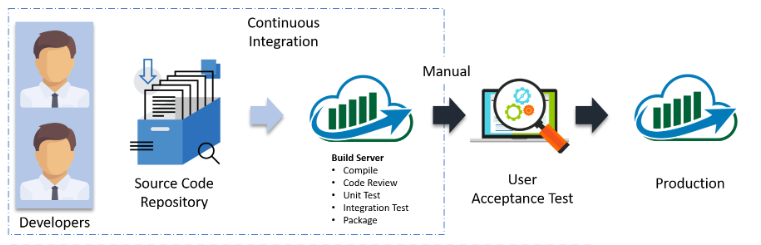 Continuous
Integration
Manual
Build Server
• Compile
• Code Review
• Unit Test
• Integration Test
• Package
Source Code
Repository
User
Acceptance Test
Production
Developers